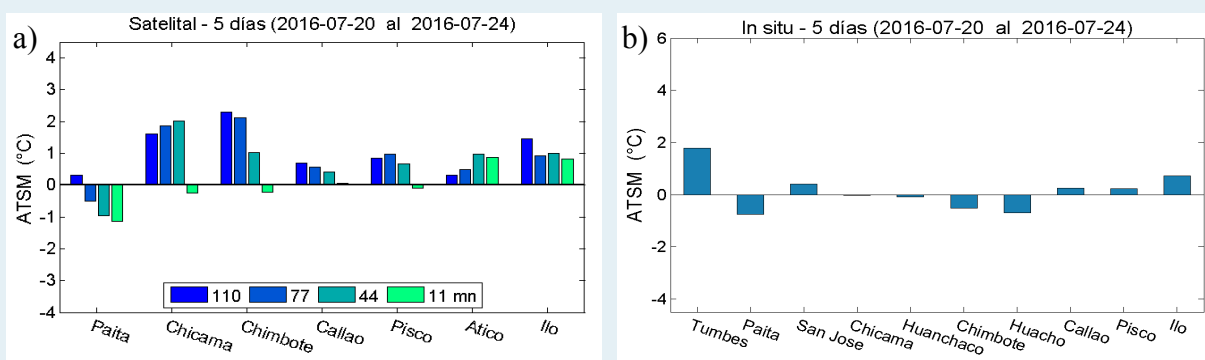 a)
Satelital - 5 días (2016-07-20 al 2016-07-24)
ATSM (°C)
4
3
2
1
0
-1
-2
-3
-4
110 77 44 11 mn
Paita Chicama Chimbote Callao Pisco Atico Ilo
b)
In situ - 5 días (2016-07-20 al 2016-07-24)
ATSM (°C)
6
4
2
0
-2
-4
Tumbes Paita San Jose Chicama Huanchaco Chimbote Huacho Callao Pisco Ilo